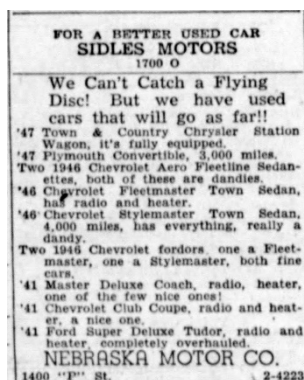 FOR A BETTER USED CAR
SIDLES MOTORS
1700 O
We Can't Catch a Flying
Disc! But we have used
cars that will go as far!!
'47 Town & Country Chrysler Station
Wagon, it's fully equipped.
'47 Plymouth Convertible, 3,000 miles.
Two 1946 Chevrolet Aero Fleetline Sedan-
ettes, both of these are dandies.
'46 Chevrolet Fleetmaster Town Sedan,
has radio and heater.
'46 Chevrolet Stylemaster Town Sedan,
4,000 miles, has everything, really a
dandy.
Two 1946 Chevrolet fordors, one a Fleet-
master, one a Stylemaster, both fine
cars.
'41 Master Deluxe Coach, radio, heater,
one of the few nice ones!
'41 Chevrolet Club Coupe, radio and heat-
er, a nice one.
'41 Ford Super Deluxe Tudor, radio and
heater, completely overhauled.
NEBRASKA MOTOR CO.
1400 "P" St. 2-4223